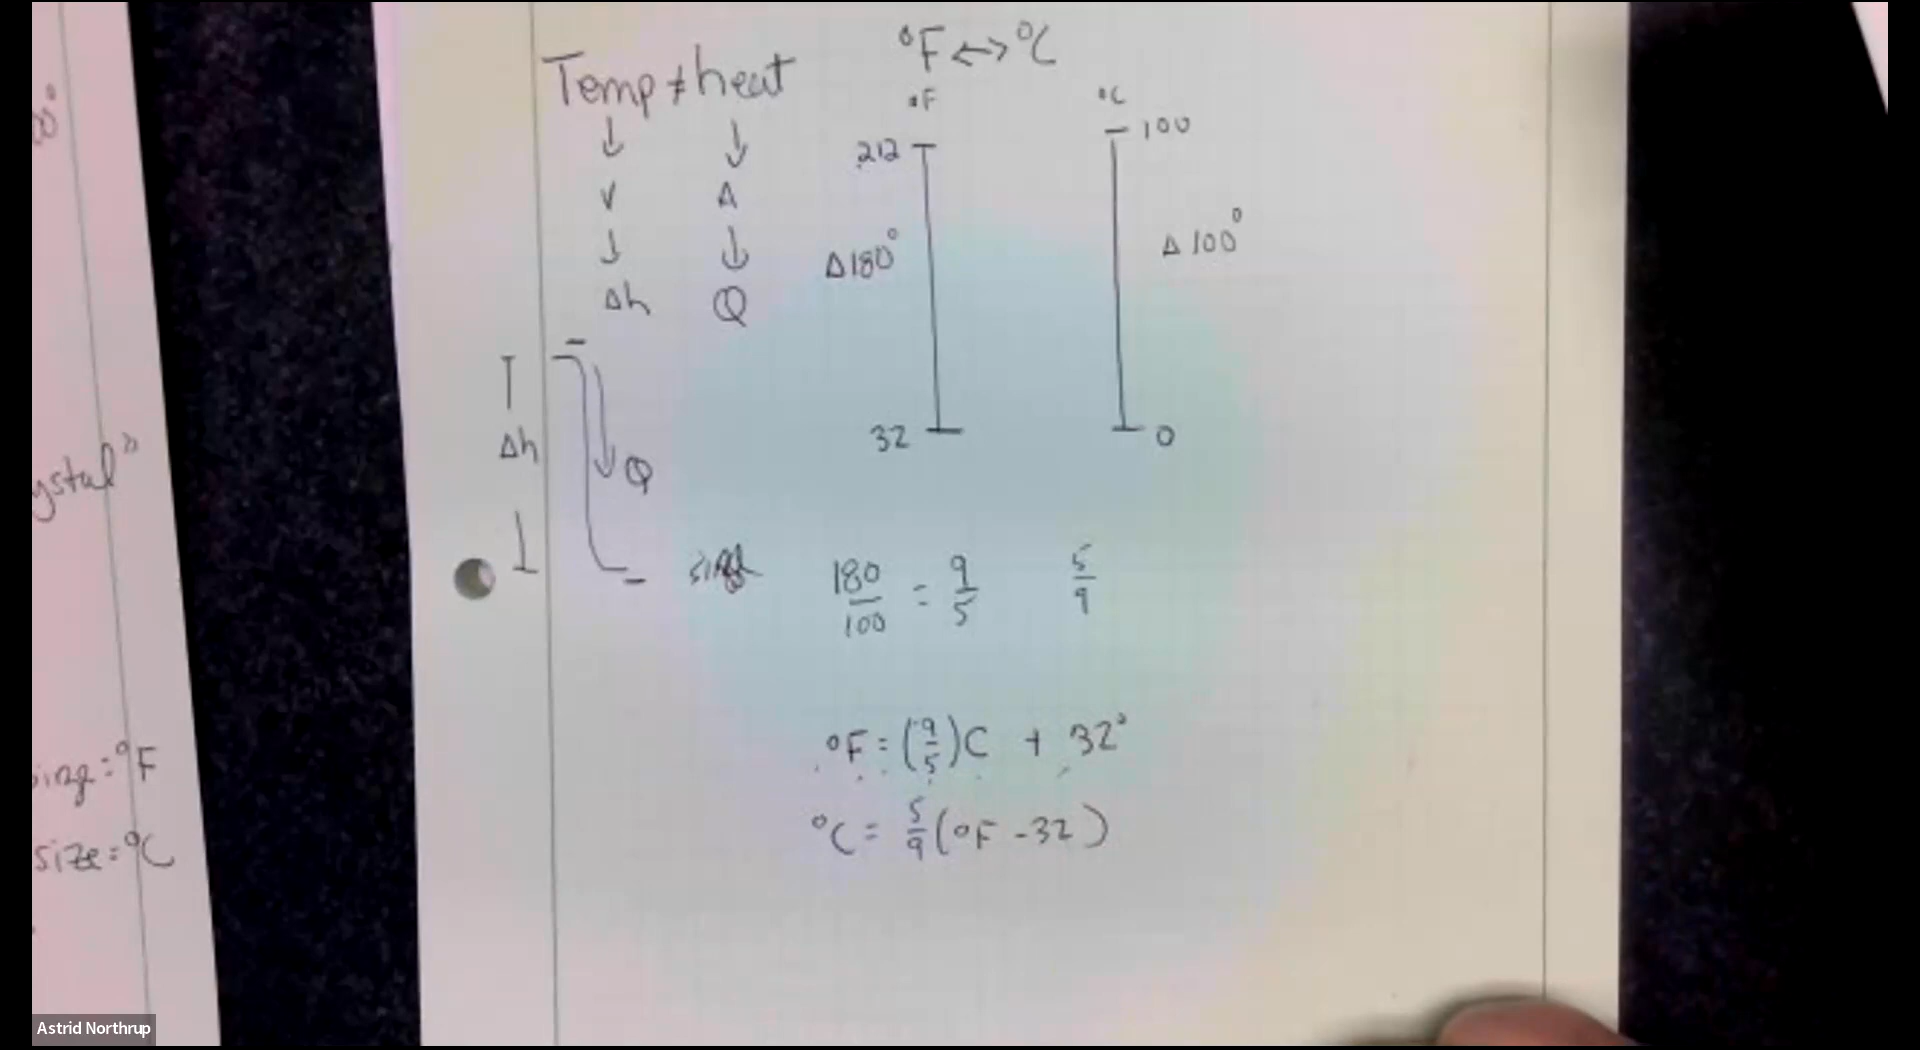 00°
ystal"
ing: °F
size = °C
Temp ≠ heat
↓ ↓
V A
↓ ↓
Δh Q
T
Δh
Q
°F ↔ °C
°F °C
212 100
Δ180° Δ100°
32 0
180/100 = 9/5 5/9
°F = (9/5)C + 32°
°C = 5/9(°F - 32)
Astrid Northrup